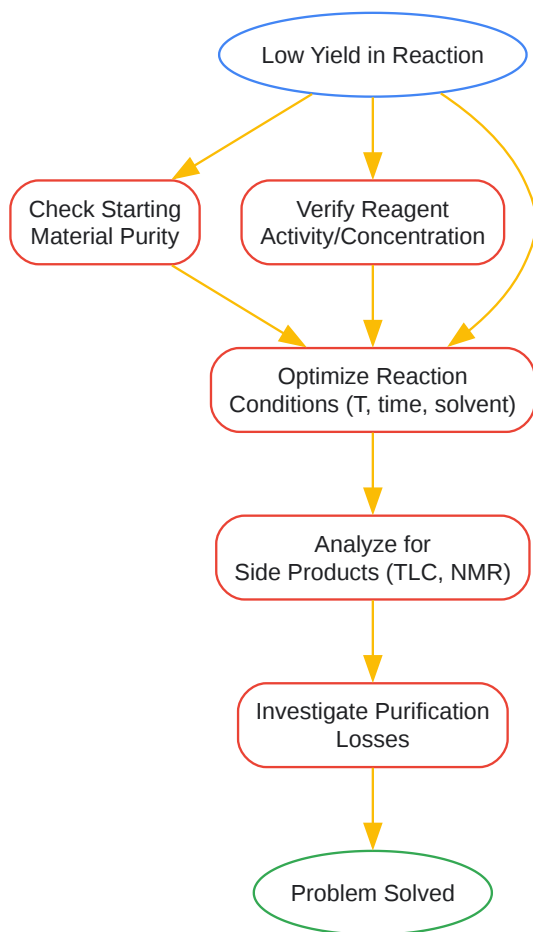 Low Yield in Reaction
Check Starting
Material Purity
Verify Reagent
Activity/Concentration
Optimize Reaction
Conditions (T, time, solvent)
Analyze for
Side Products (TLC, NMR)
Investigate Purification
Losses
Problem Solved